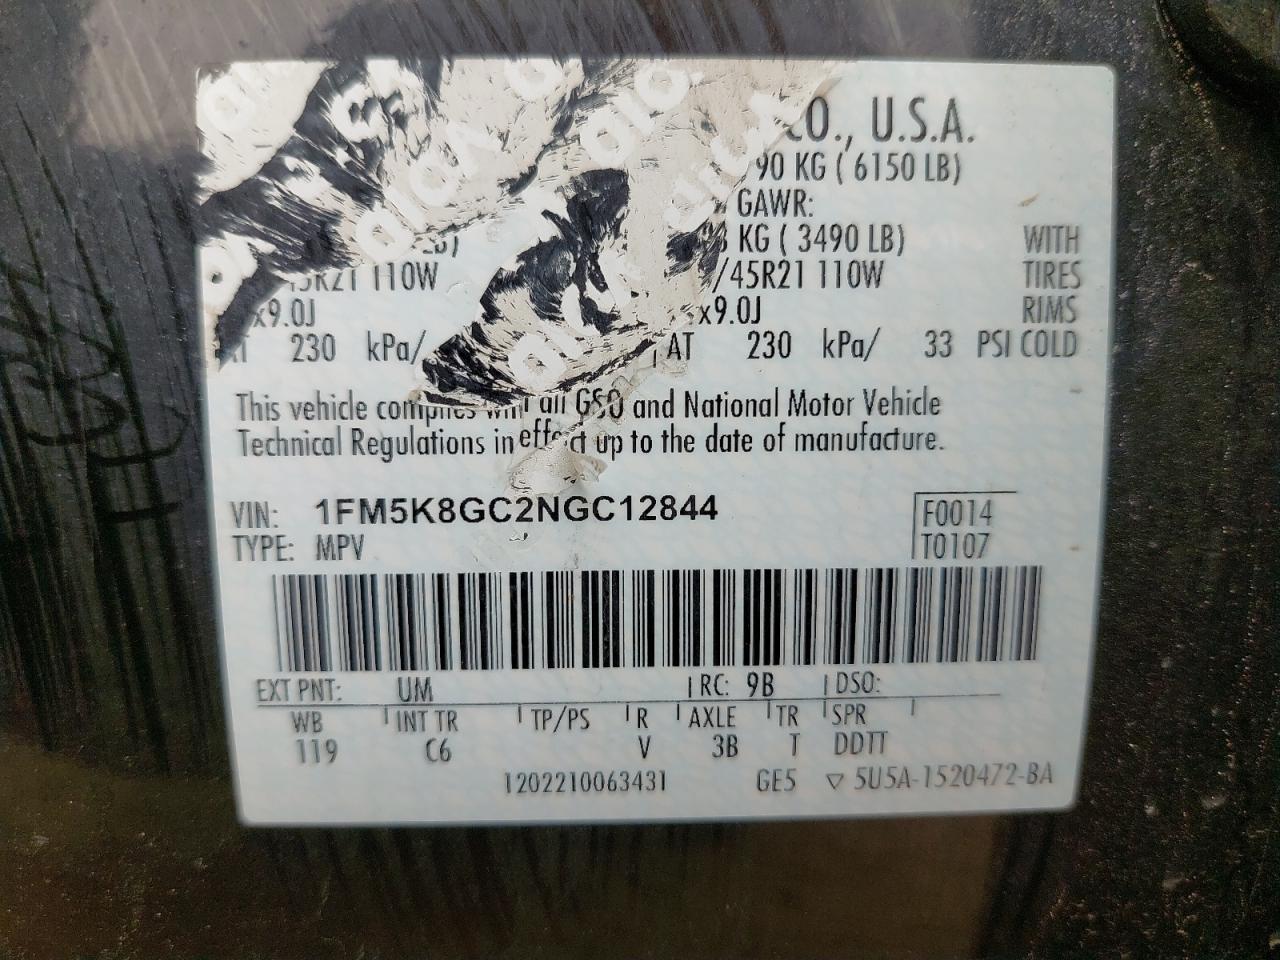 CO., U.S.A.
90 KG ( 6150 LB)
GAWR:
KG ( 3490 LB) WITH
45R21 110W /45R21 110W TIRES
x9.0J x9.0J RIMS
AT 230 kPa/ AT 230 kPa/ 33 PSI COLD
This vehicle complies with all GSO and National Motor Vehicle
Technical Regulations in effect up to the date of manufacture.
VIN: 1FM5K8GC2NGC12844 F0014
TYPE: MPV T0107
EXT PNT: UM RC: 9B DSO:
WB INT TR TP/PS R AXLE TR SPR
119 C6 V 3B T DDTT
1202210063431 GE5 ▽ 5U5A-1520472-BA